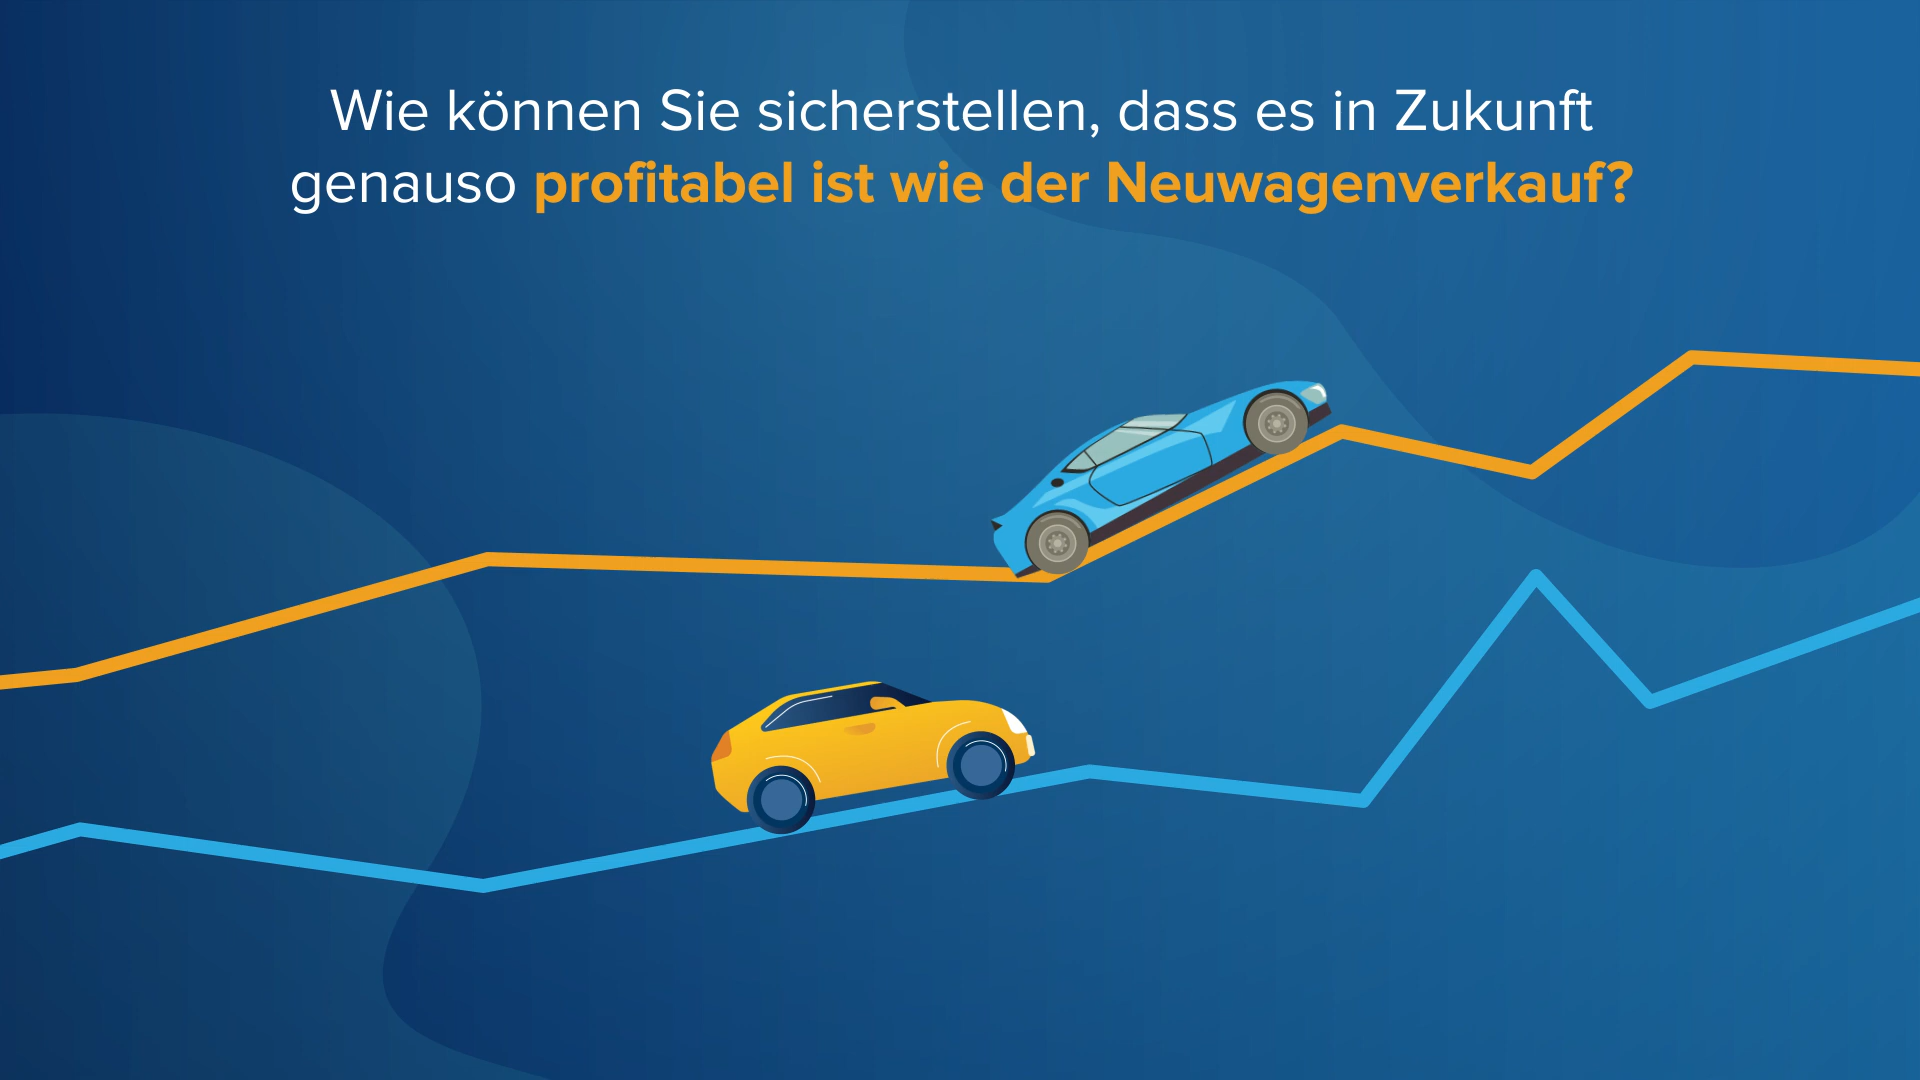 Wie können Sie sicherstellen, dass es in Zukunft
genauso profitabel ist wie der Neuwagenverkauf?